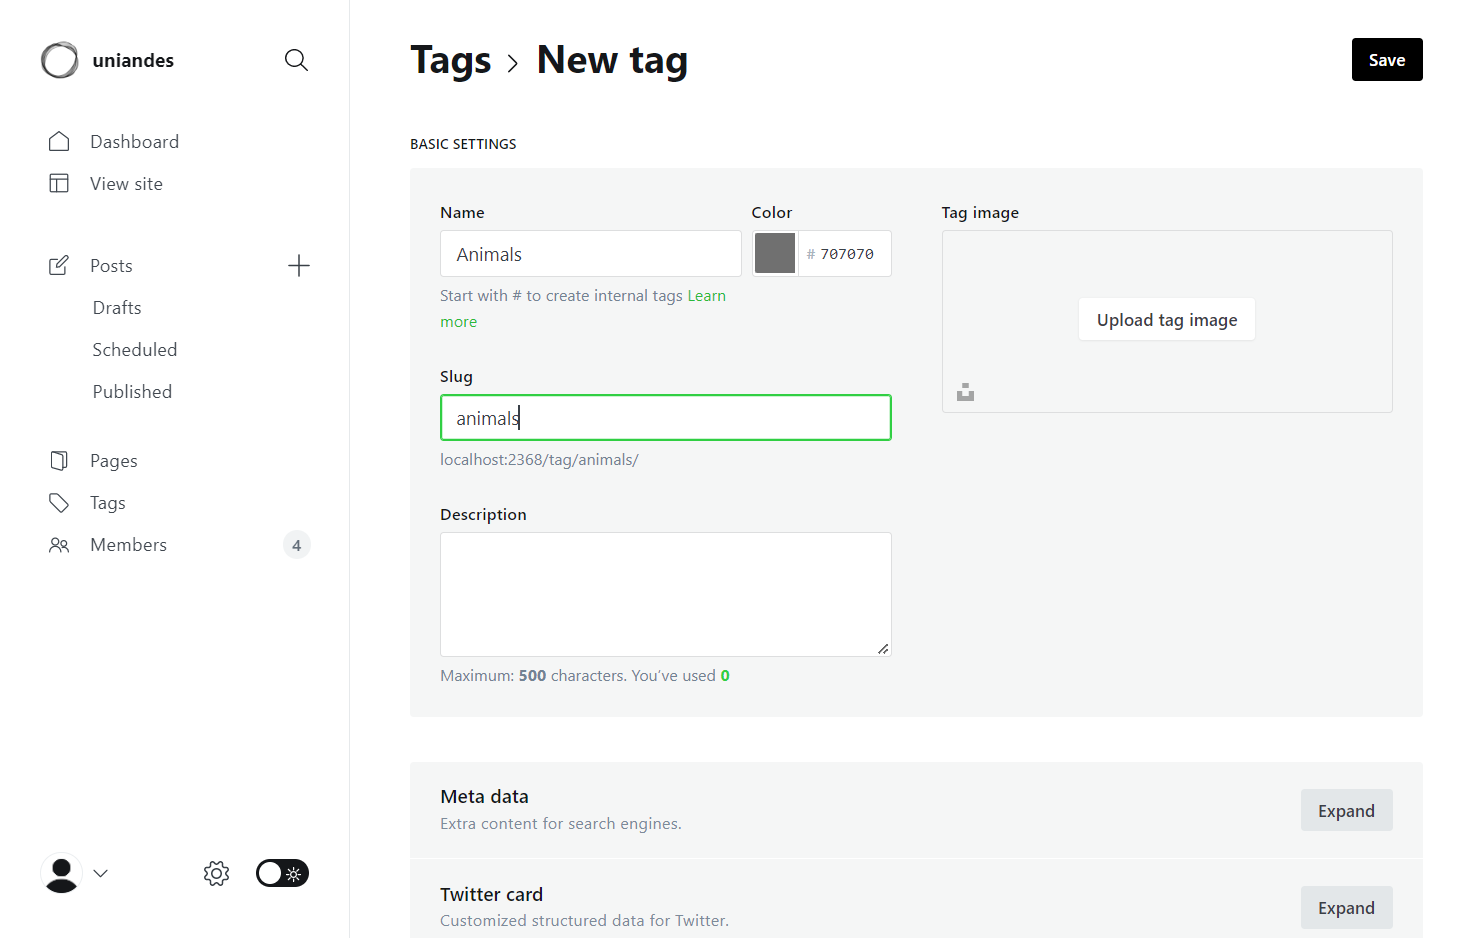 uniandes
Dashboard
View site
Posts
Drafts
Scheduled
Published
Pages
Tags
Members 4
Tags › New tag
Save
BASIC SETTINGS
Name
Animals
Color
# 707070
Start with # to create internal tags Learn
more
Slug
animals
localhost:2368/tag/animals/
Description
Maximum: 500 characters. You’ve used 0
Tag image
Upload tag image
Meta data
Extra content for search engines.
Expand
Twitter card
Customized structured data for Twitter.
Expand